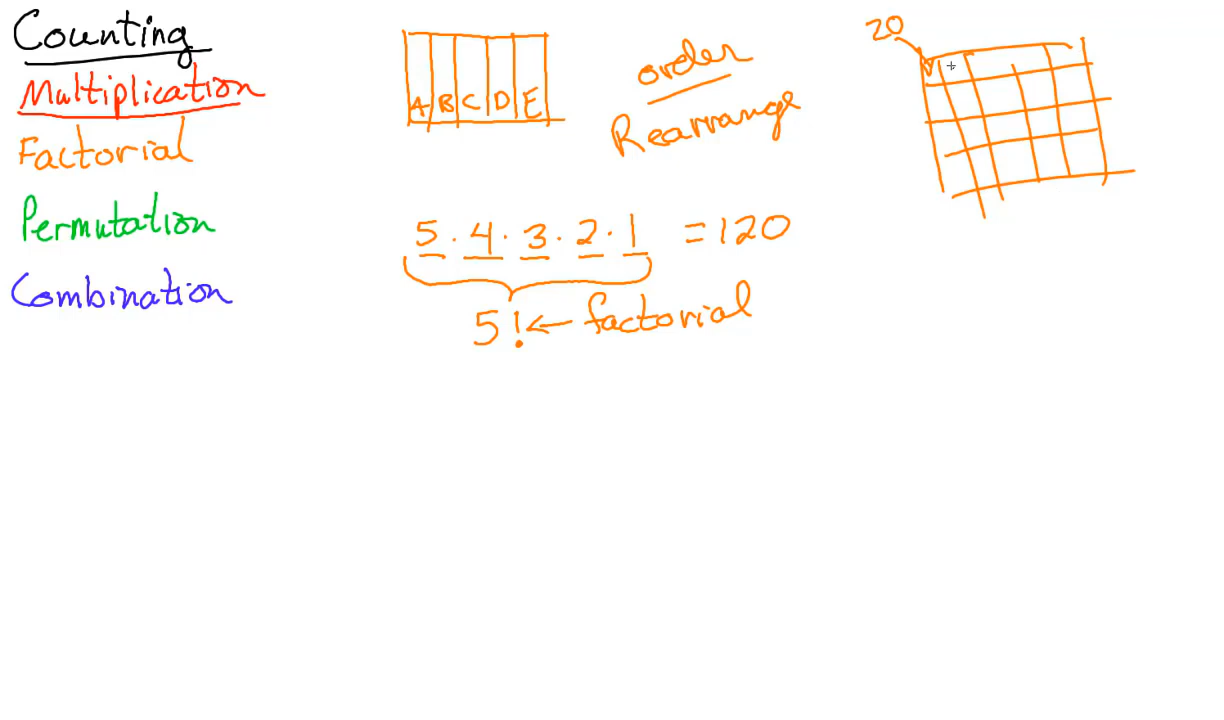 Counting
Multiplication
Factorial
Permutation
Combination
A B C D E
order
Rearrange
5 · 4 · 3 · 2 · 1 = 120
5! ← factorial
20